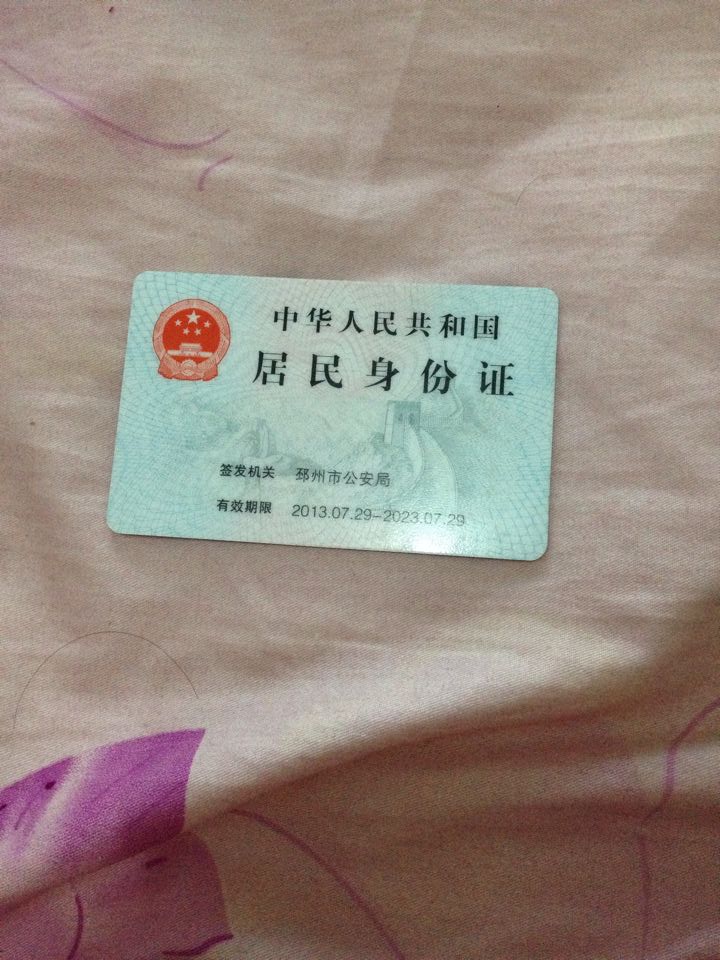 中华人民共和国
居民身份证
签发机关 邳州市公安局
有效期限 2013.07.29-2023.07.29